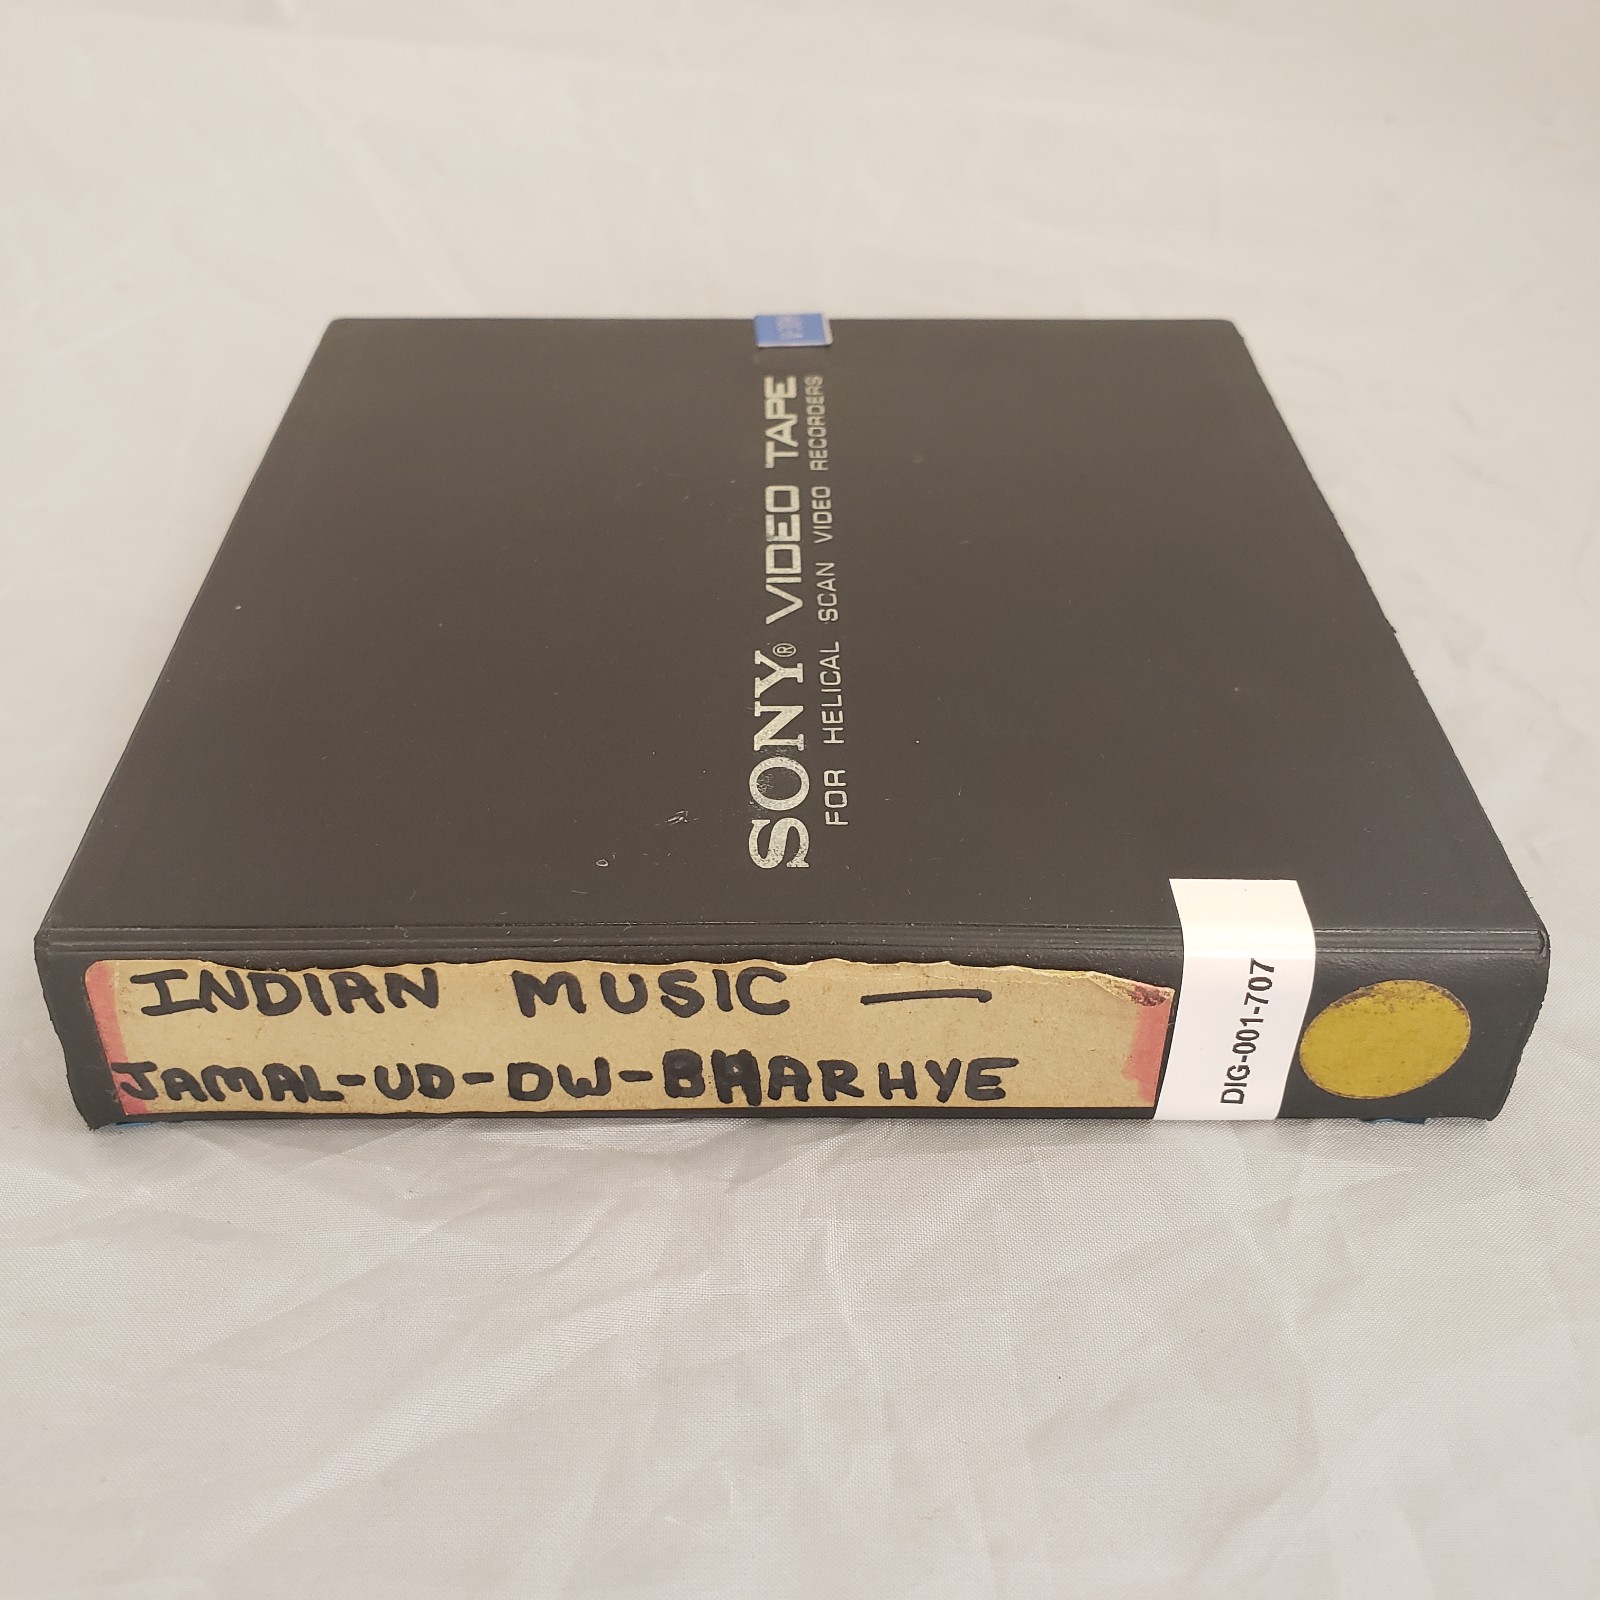 SONY® VIDEO TAPE
FOR HELICAL SCAN VIDEO RECORDERS
INDIAN MUSIC —
JAMAL-UD-DW-BHARHYE
DIG-001-707